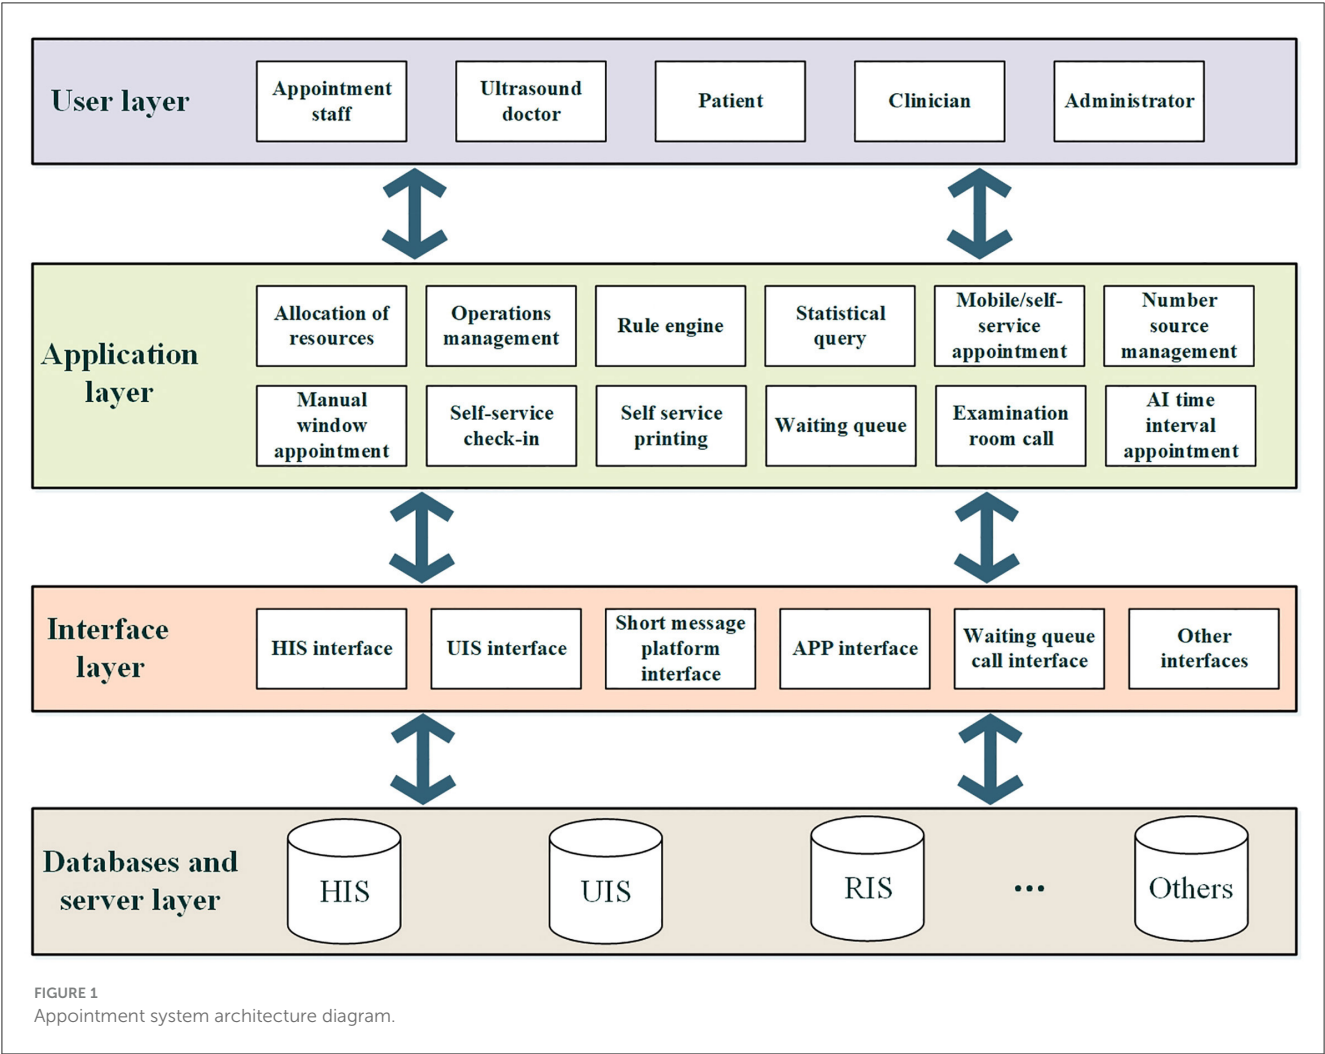 User layer
Appointment
staff
Ultrasound
doctor
Patient
Clinician
Administrator
Application
layer
Allocation of
resources
Operations
management
Rule engine
Statistical
query
Mobile/self-
service
appointment
Number
source
management
Manual
window
appointment
Self-service
check-in
Self service
printing
Waiting queue
Examination
room call
AI time
interval
appointment
Interface
layer
HIS interface
UIS interface
Short message
platform
interface
APP interface
Waiting queue
call interface
Other
interfaces
Databases and
server layer
HIS
UIS
RIS
...
Others
FIGURE 1
Appointment system architecture diagram.